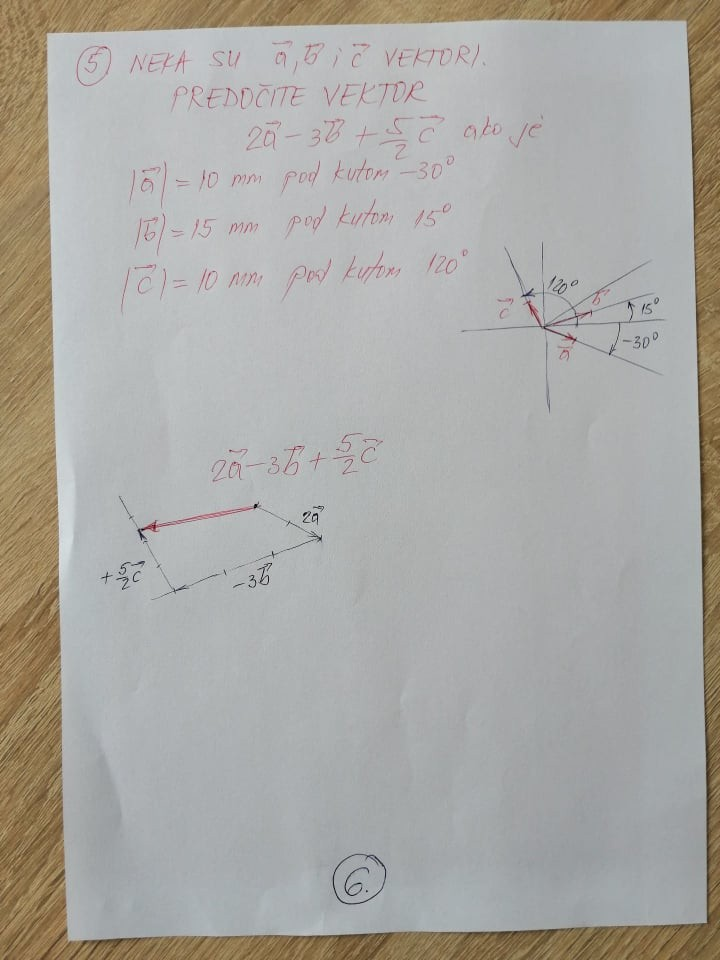 5 NEKA SU a⃗, b⃗ i c⃗ VEKTORI.
PREDOČITE VEKTOR
2a⃗ - 3b⃗ + 5/2 c⃗ ako je
|a⃗| = 10 mm pod kutom -30°
|b⃗| = 15 mm pod kutom 15°
|c⃗| = 10 mm pod kutom 120°
120°
c⃗
b⃗
15°
a⃗
-30°
2a⃗ - 3b⃗ + 5/2 c⃗
2a⃗
+ 5/2 c⃗
-3b⃗
6.